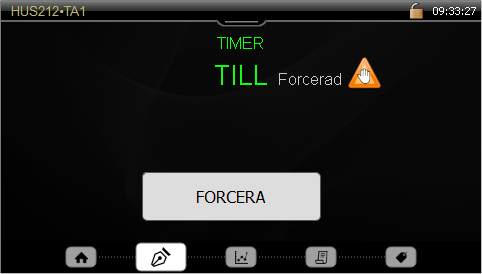 HUS212•TA1 09:33:27
TIMER
TILL Forcerad
FORCERA